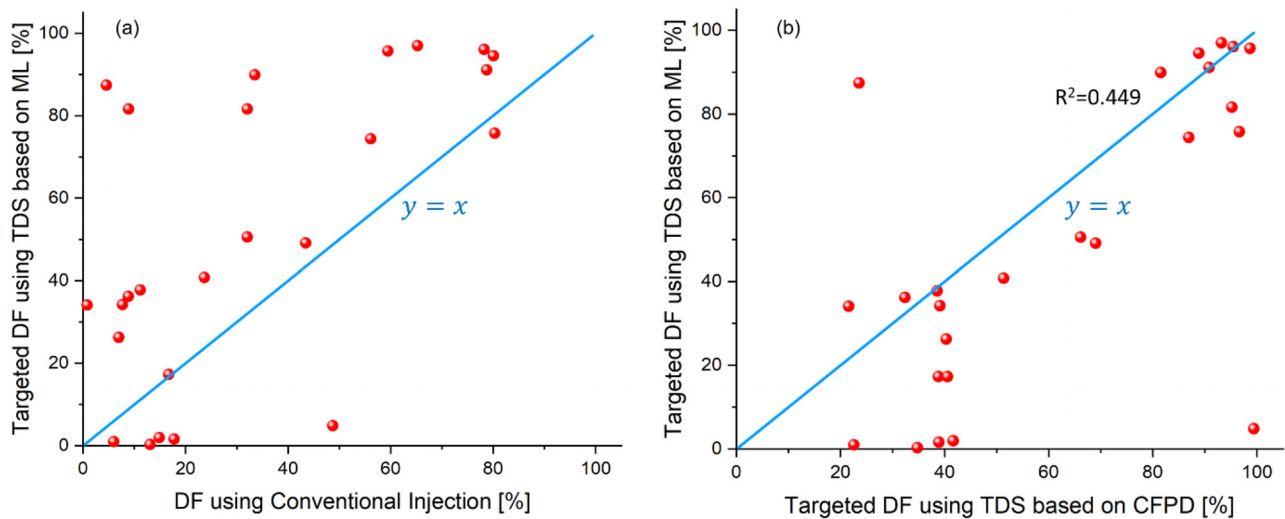 (a)
Targeted DF using TDS based on ML [%]
100
80
60
40
20
0
y = x
0 20 40 60 80 100
DF using Conventional Injection [%]
(b)
Targeted DF using TDS based on ML [%]
100
80
60
40
20
0
R²=0.449
y = x
0 20 40 60 80 100
Targeted DF using TDS based on CFPD [%]